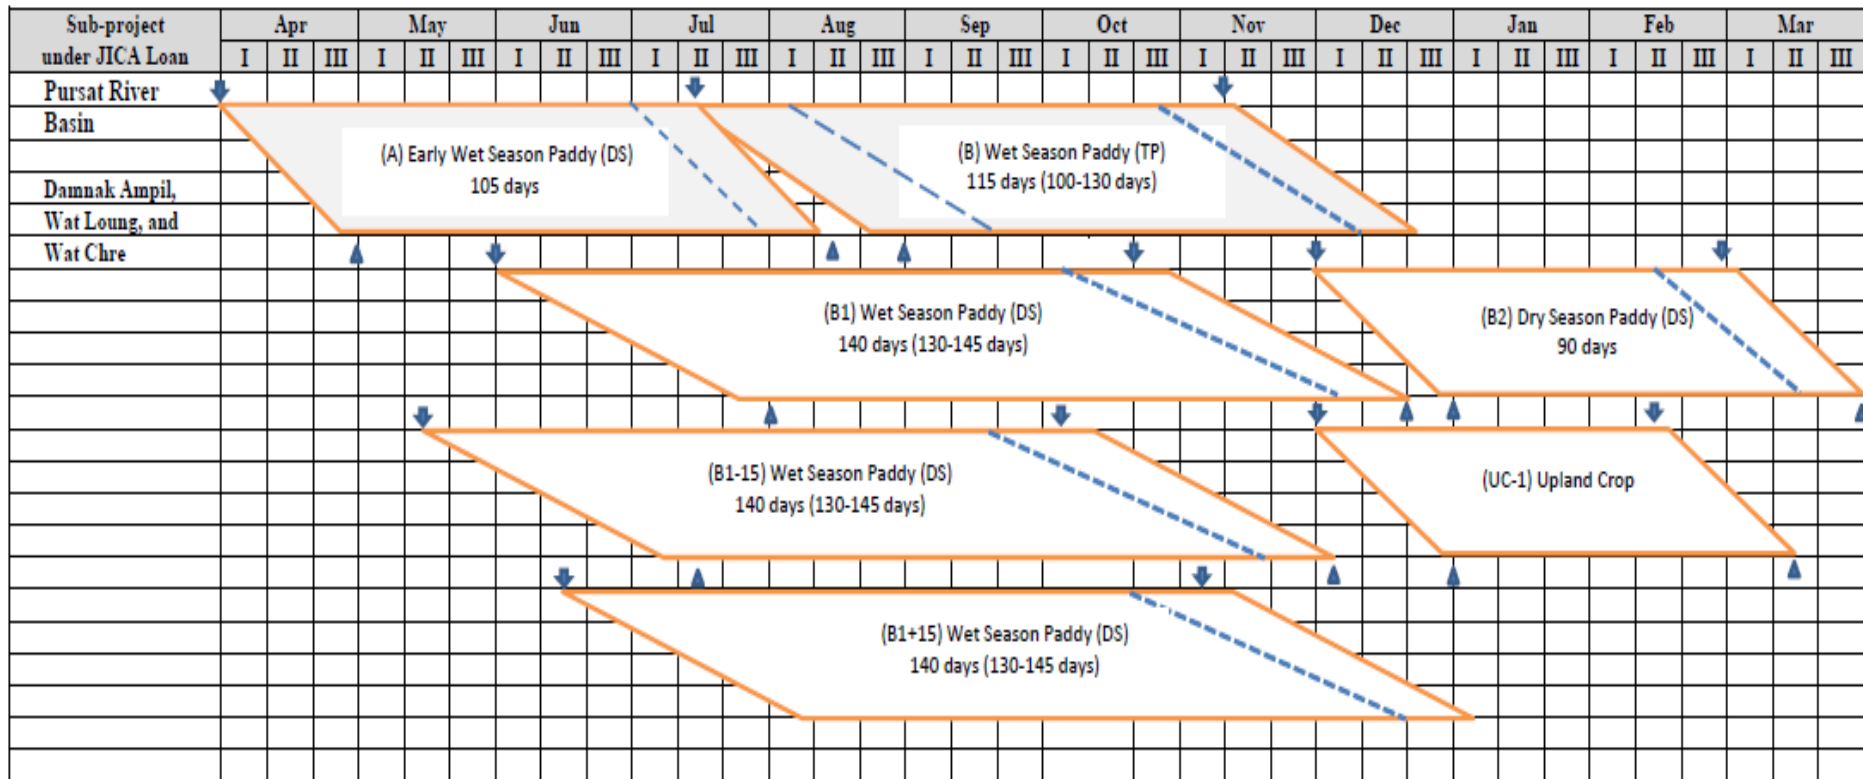 Sub-project under JICA Loan
Apr May Jun Jul Aug Sep Oct Nov Dec Jan Feb Mar
I II III I II III I II III I II III I II III I II III I II III I II III I II III I II III I II III I II III
Pursat River
Basin
(A) Early Wet Season Paddy (DS)
105 days
(B) Wet Season Paddy (TP)
115 days (100-130 days)
Damnak Ampil,
Wat Loung, and
Wat Chre
(B1) Wet Season Paddy (DS)
140 days (130-145 days)
(B2) Dry Season Paddy (DS)
90 days
(B1-15) Wet Season Paddy (DS)
140 days (130-145 days)
(UC-1) Upland Crop
(B1+15) Wet Season Paddy (DS)
140 days (130-145 days)